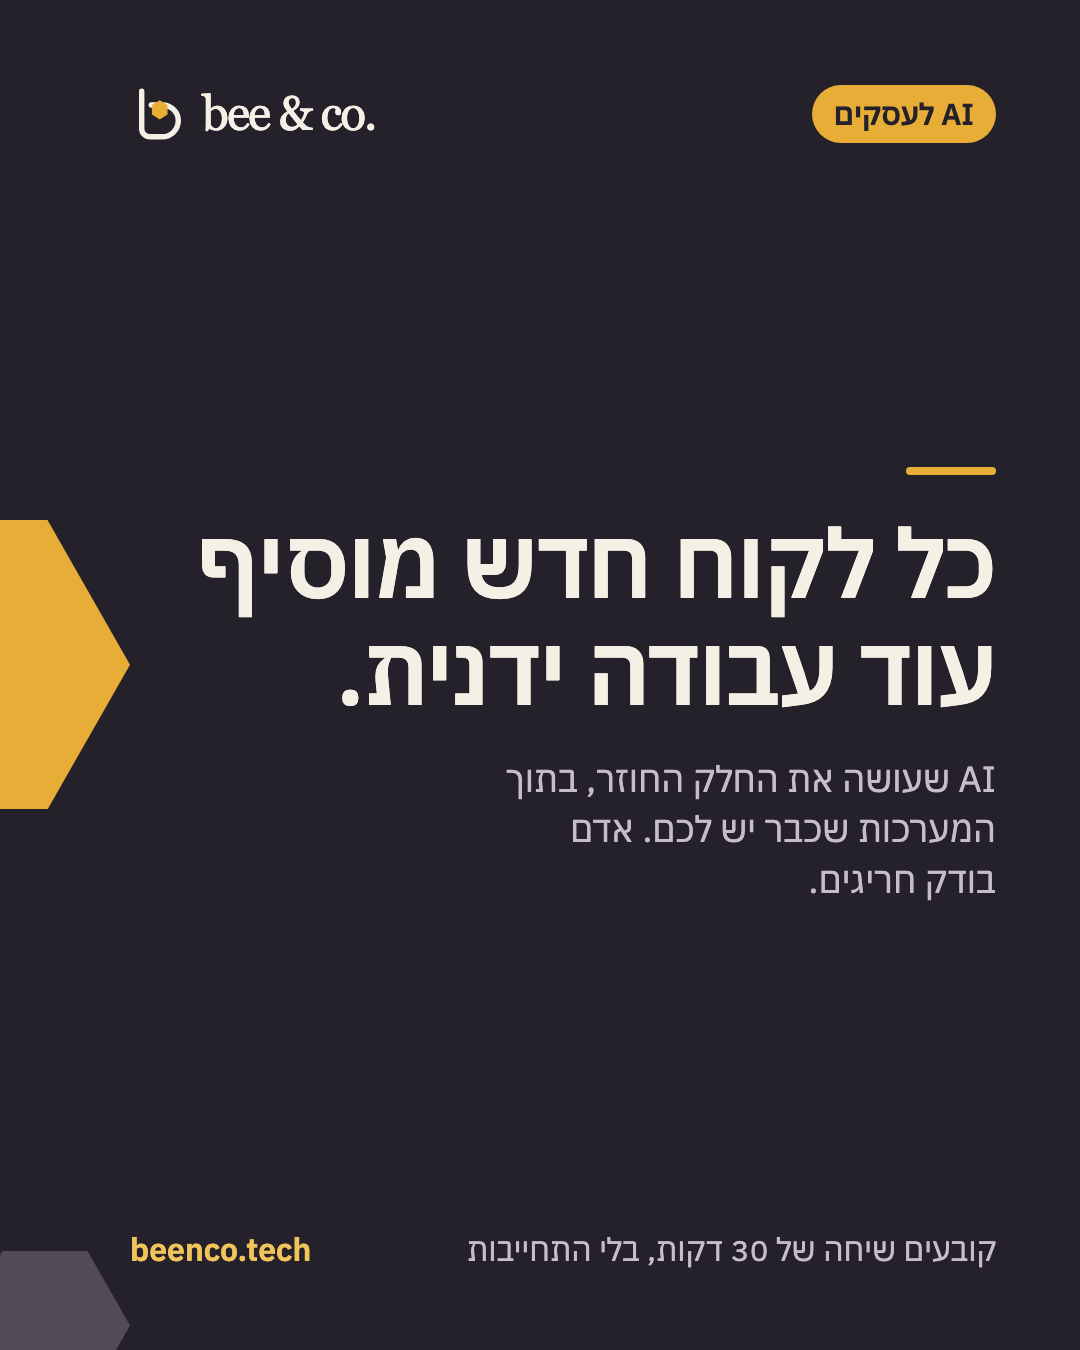 bee & co.
AI לעסקים
כל לקוח חדש מוסיף
עוד עבודה ידנית.
AI שעושה את החלק החוזר, בתוך
המערכות שכבר יש לכם. אדם
בודק חריגים.
קובעים שיחה של 30 דקות, בלי התחייבות
beenco.tech